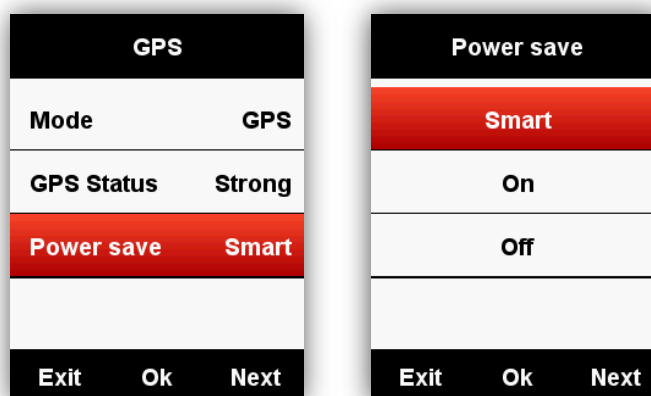 GPS
Mode GPS
GPS Status Strong
Power save Smart
Exit Ok Next
Power save
Smart
On
Off
Exit Ok Next